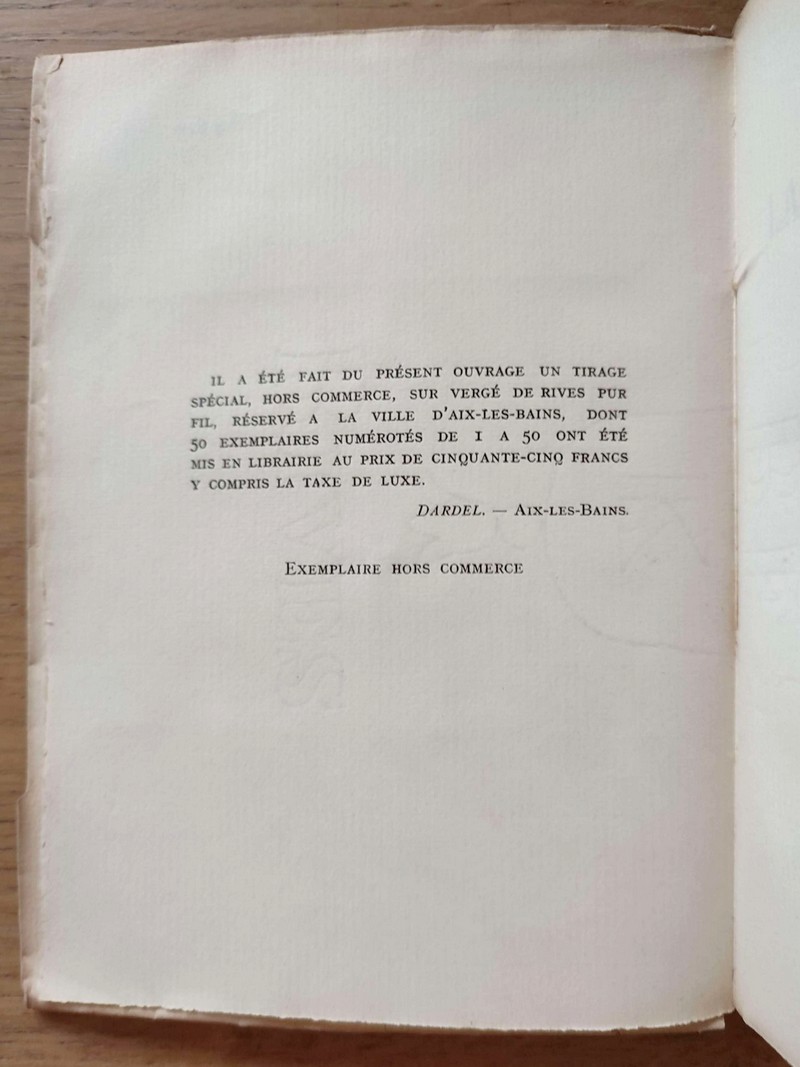 IL A ÉTÉ FAIT DU PRÉSENT OUVRAGE UN TIRAGE
SPÉCIAL, HORS COMMERCE, SUR VERGÉ DE RIVES PUR
FIL, RÉSERVÉ A LA VILLE D'AIX-LES-BAINS, DONT
50 EXEMPLAIRES NUMÉROTÉS DE 1 A 50 ONT ÉTÉ
MIS EN LIBRAIRIE AU PRIX DE CINQUANTE-CINQ FRANCS
Y COMPRIS LA TAXE DE LUXE.
DARDEL. — AIX-LES-BAINS.
EXEMPLAIRE HORS COMMERCE